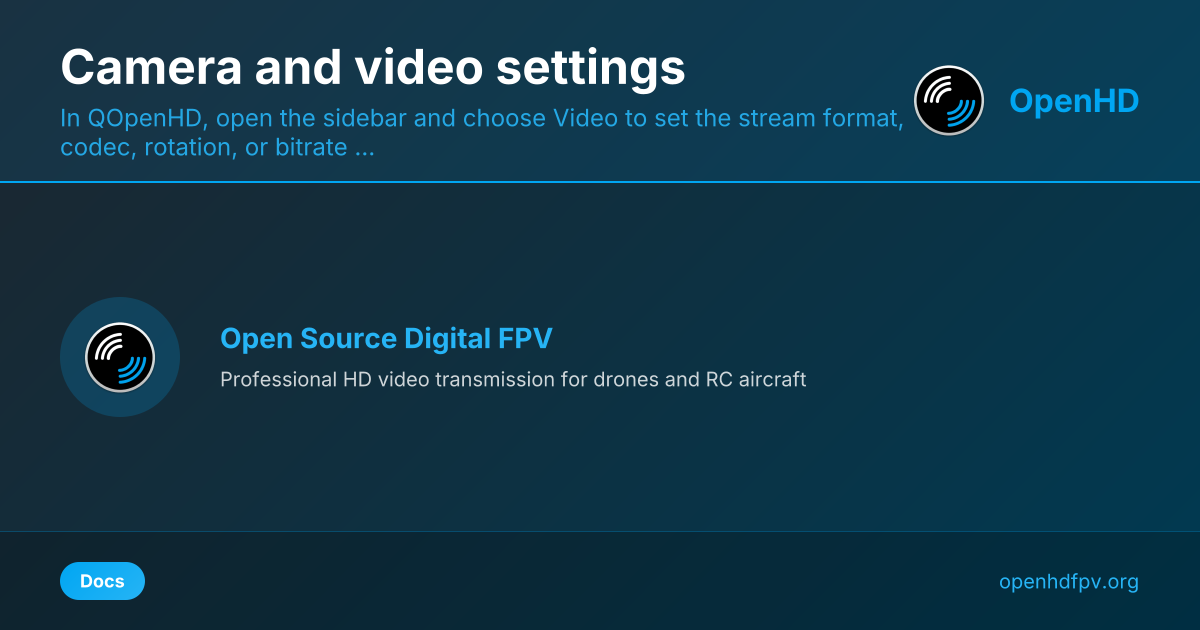 Camera and video settings
In QOpenHD, open the sidebar and choose Video to set the stream format,
codec, rotation, or bitrate ...
OpenHD
Open Source Digital FPV
Professional HD video transmission for drones and RC aircraft
Docs
openhdfpv.org